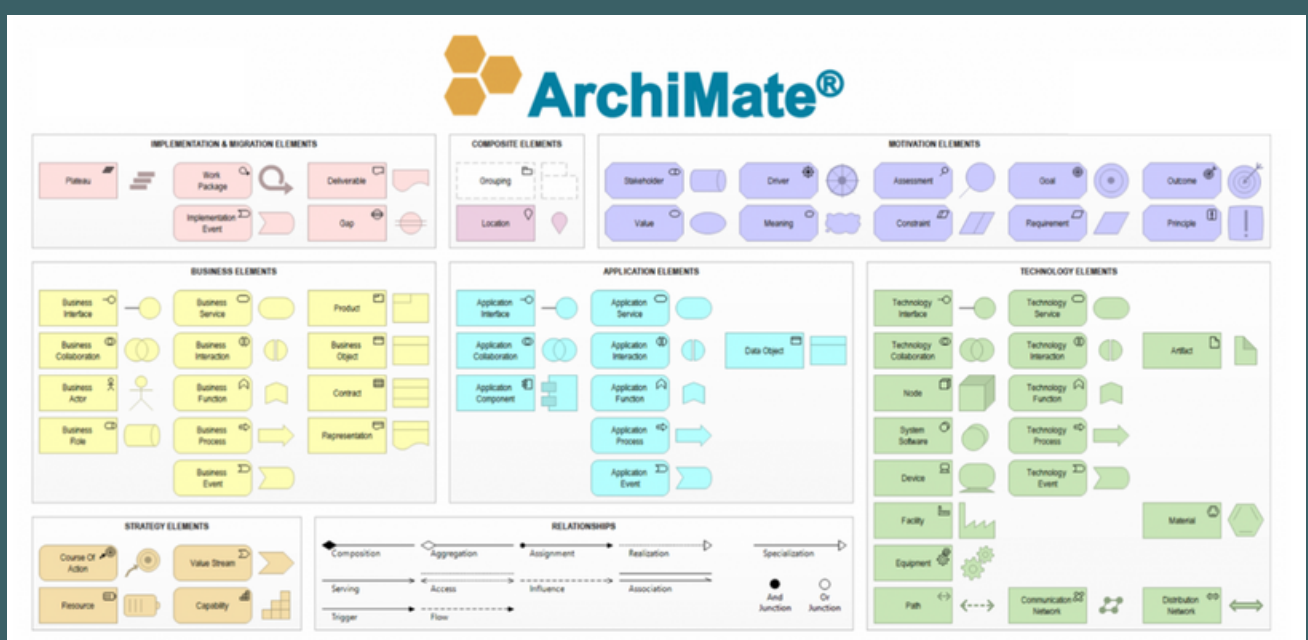 ArchiMate®
IMPLEMENTATION & MIGRATION ELEMENTS
Plateau
Work
Package
Deliverable
Implementation
Event
Gap
COMPOSITE ELEMENTS
Grouping
Location
MOTIVATION ELEMENTS
Stakeholder
Driver
Assessment
Goal
Outcome
Value
Meaning
Constraint
Requirement
Principle
BUSINESS ELEMENTS
Business
Interface
Business
Service
Product
Business
Collaboration
Business
Interaction
Business
Object
Business
Actor
Business
Function
Contract
Business
Role
Business
Process
Representation
Business
Event
APPLICATION ELEMENTS
Application
Interface
Application
Service
Application
Collaboration
Application
Interaction
Data Object
Application
Component
Application
Function
Application
Process
Application
Event
TECHNOLOGY ELEMENTS
Technology
Interface
Technology
Service
Technology
Collaboration
Technology
Interaction
Artifact
Node
Technology
Function
System
Software
Technology
Process
Device
Technology
Event
Facility
Material
Equipment
Path
Communication
Network
Distribution
Network
STRATEGY ELEMENTS
Course Of
Action
Value Stream
Resource
Capability
RELATIONSHIPS
Composition
Aggregation
Assignment
Realization
Specialization
Serving
Access
Influence
Association
And
Junction
Or
Junction
Trigger
Flow